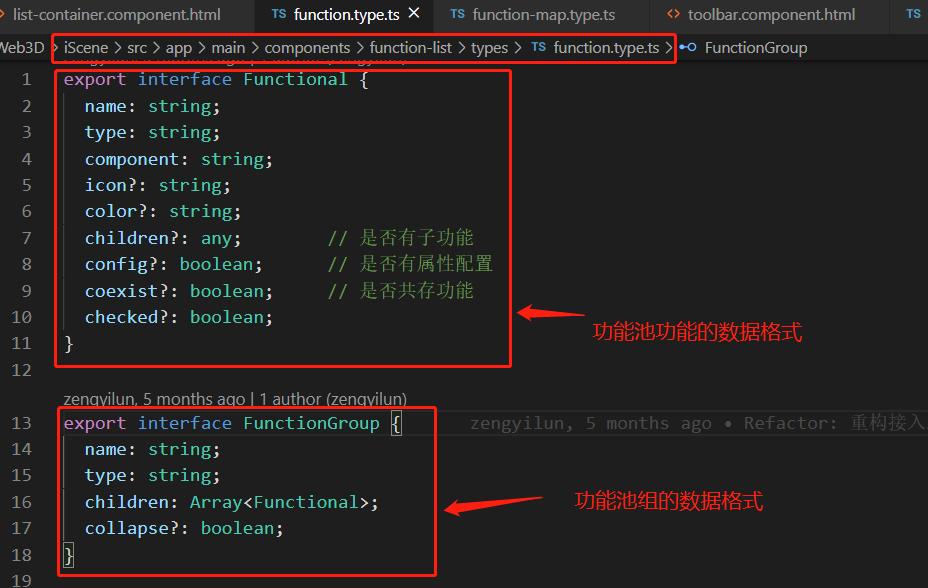 list-container.component.html TS function.type.ts × TS function-map.type.ts <> toolbar.component.html TS
Web3D > iScene > src > app > main > components > function-list > types > TS function.type.ts > FunctionGroup
1 export interface Functional {
2 name: string;
3 type: string;
4 component: string;
5 icon?: string;
6 color?: string;
7 children?: any; // 是否有子功能
8 config?: boolean; // 是否有属性配置
9 coexist?: boolean; // 是否共存功能
10 checked?: boolean;
11 }
功能池功能的数据格式
12
zengyilun, 5 months ago | 1 author (zengyilun)
13 export interface FunctionGroup { zengyilun, 5 months ago • Refactor: 重构接入
14 name: string;
15 type: string;
16 children: Array<Functional>;
功能池组的数据格式
17 collapse?: boolean;
18 }
19